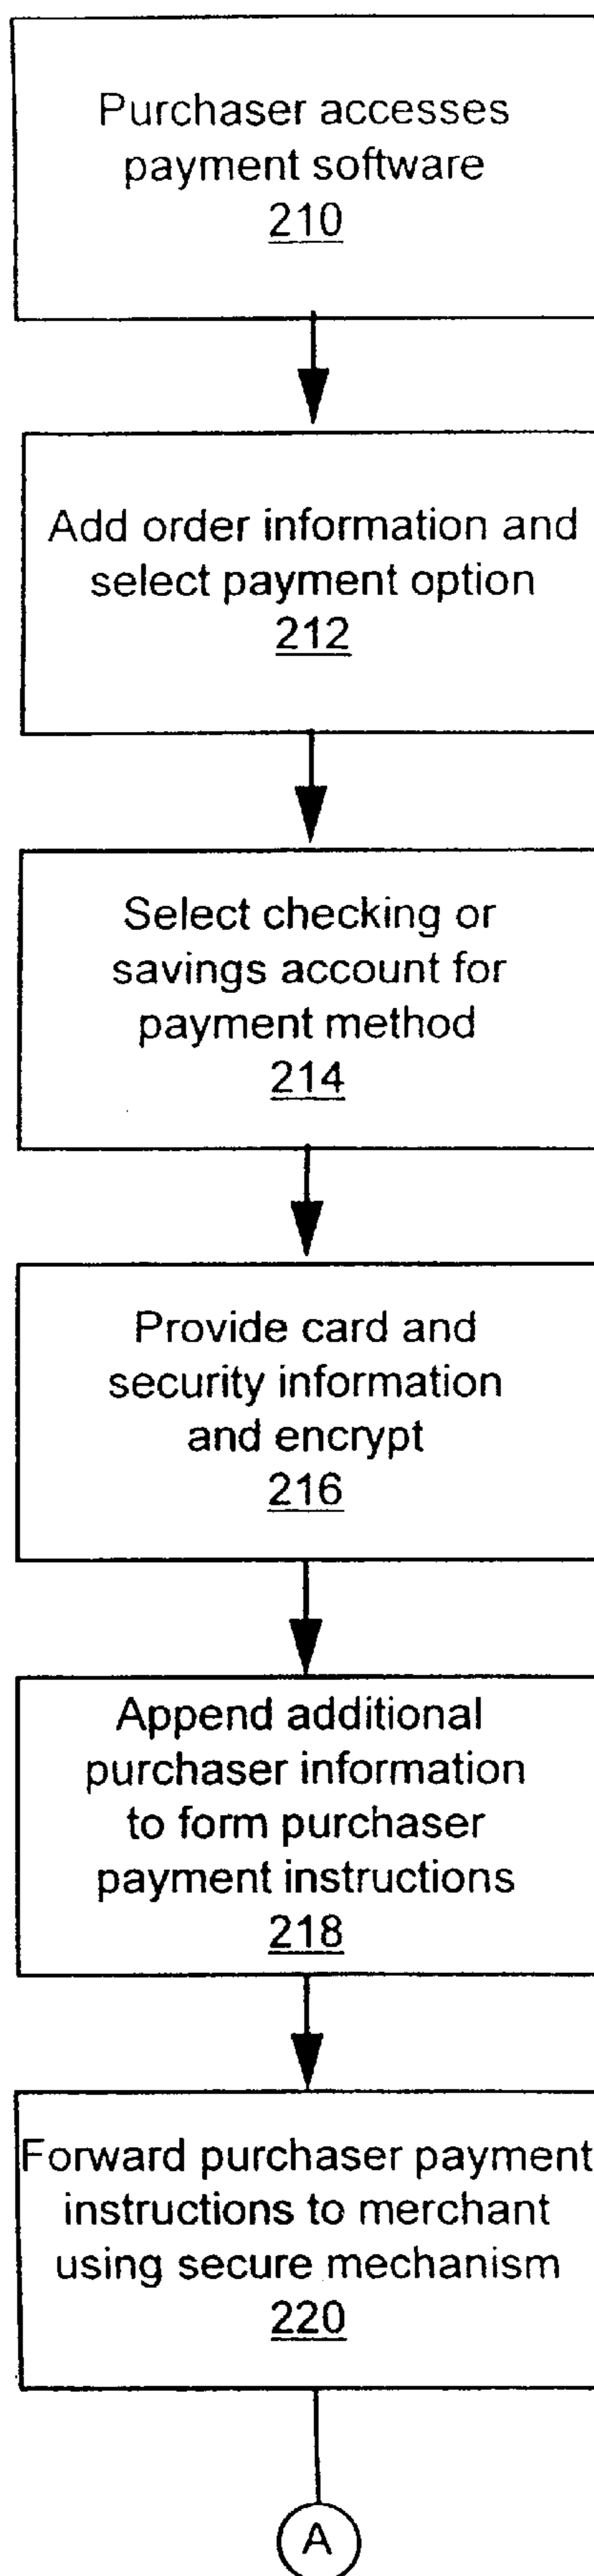 Purchaser accesses
payment software
210
Add order information and
select payment option
212
Select checking or
savings account for
payment method
214
Provide card and
security information
and encrypt
216
Append additional
purchaser information
to form purchaser
payment instructions
218
Forward purchaser payment
instructions to merchant
using secure mechanism
220
A